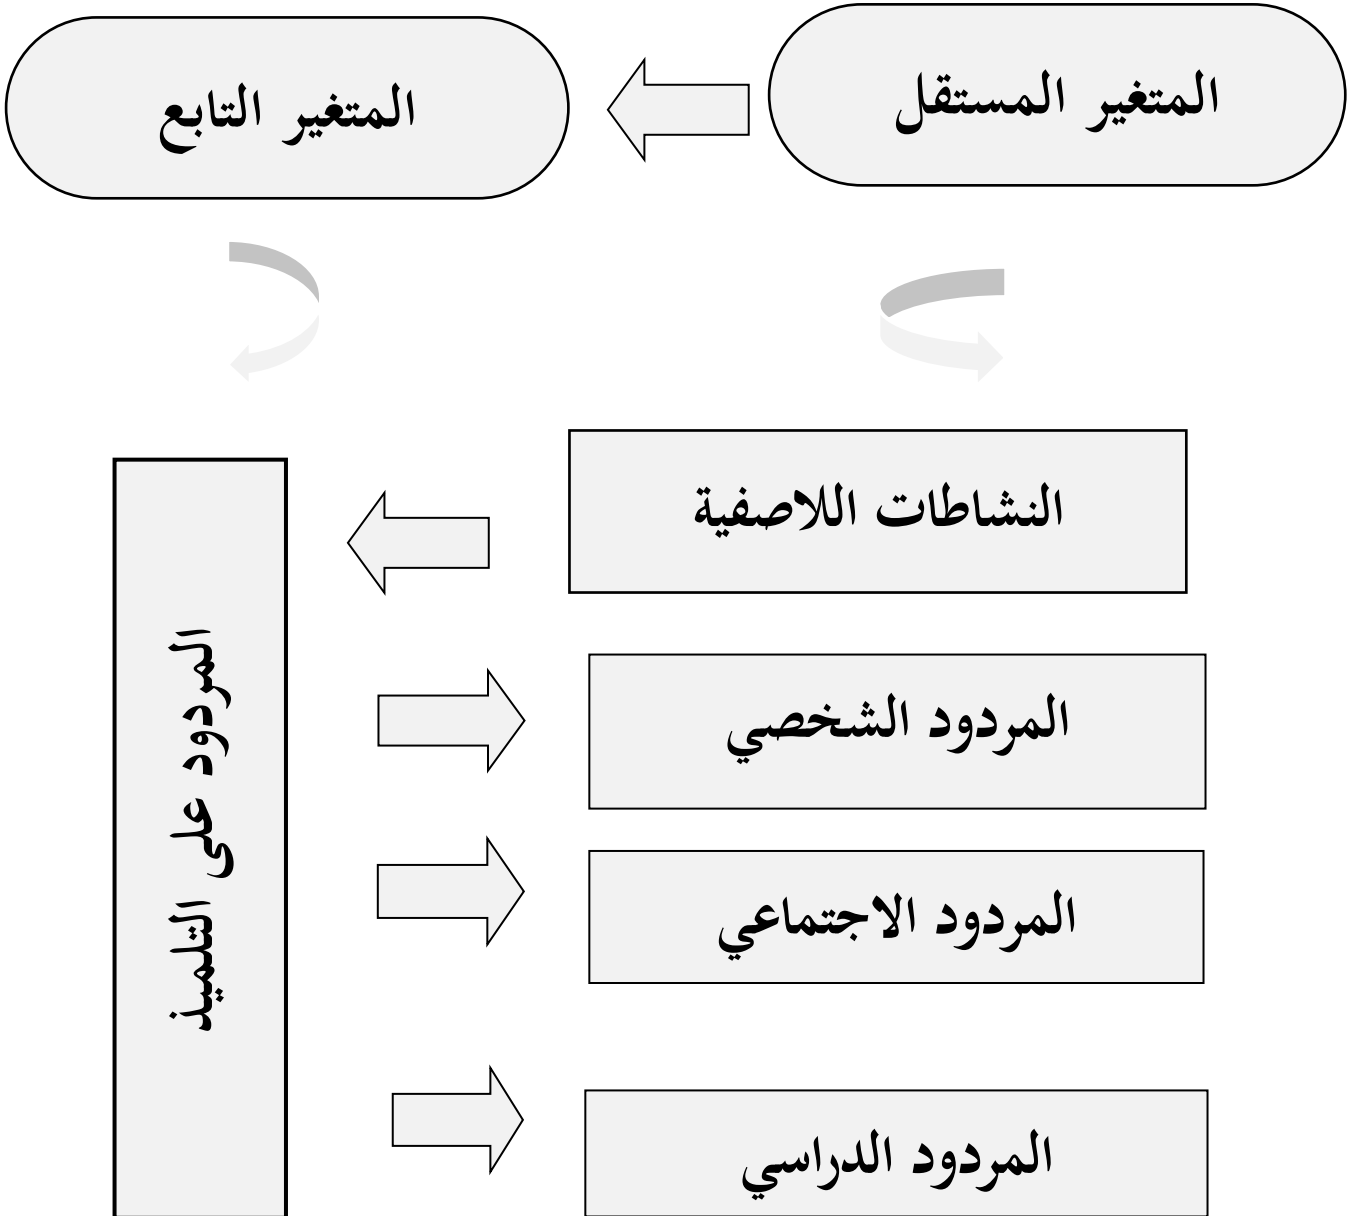 المتغير المستقل
المتغير التابع
النشاطات اللاصفية
المردود على التلميذ
المردود الشخصي
المردود الاجتماعي
المردود الدراسي